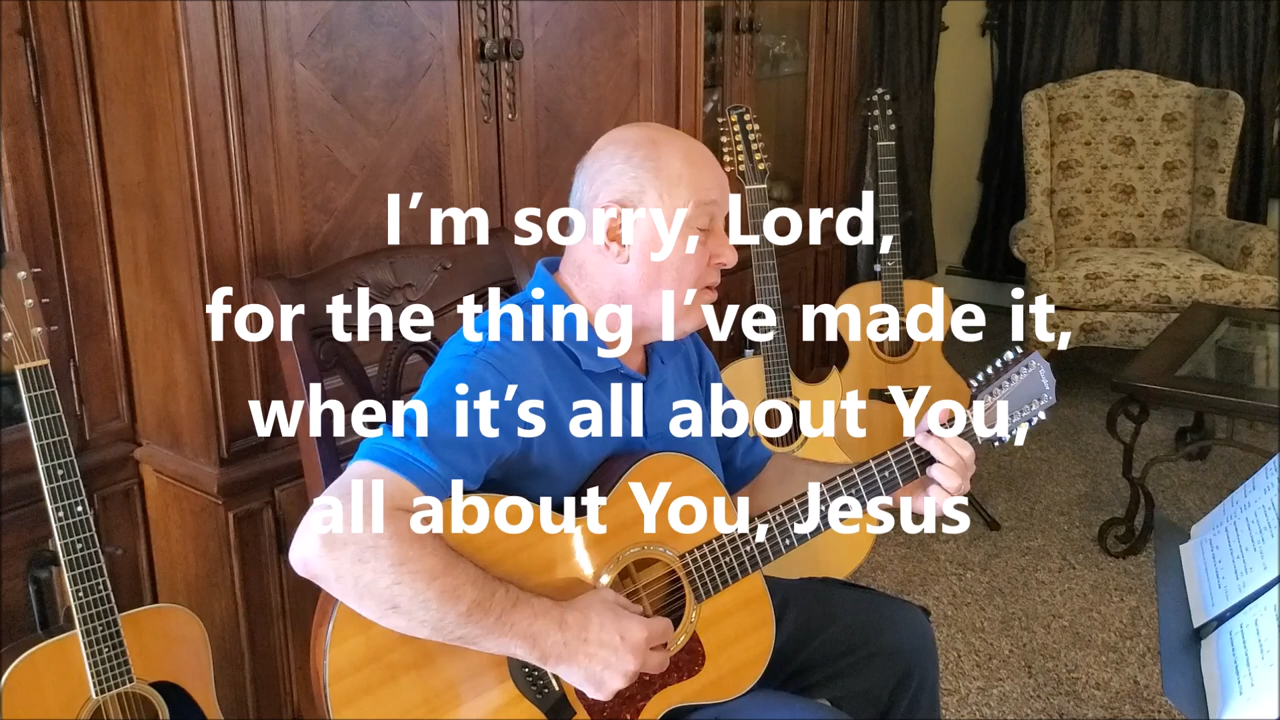 I'm sorry, Lord,
for the thing I've made it,
when it's all about You,
all about You, Jesus